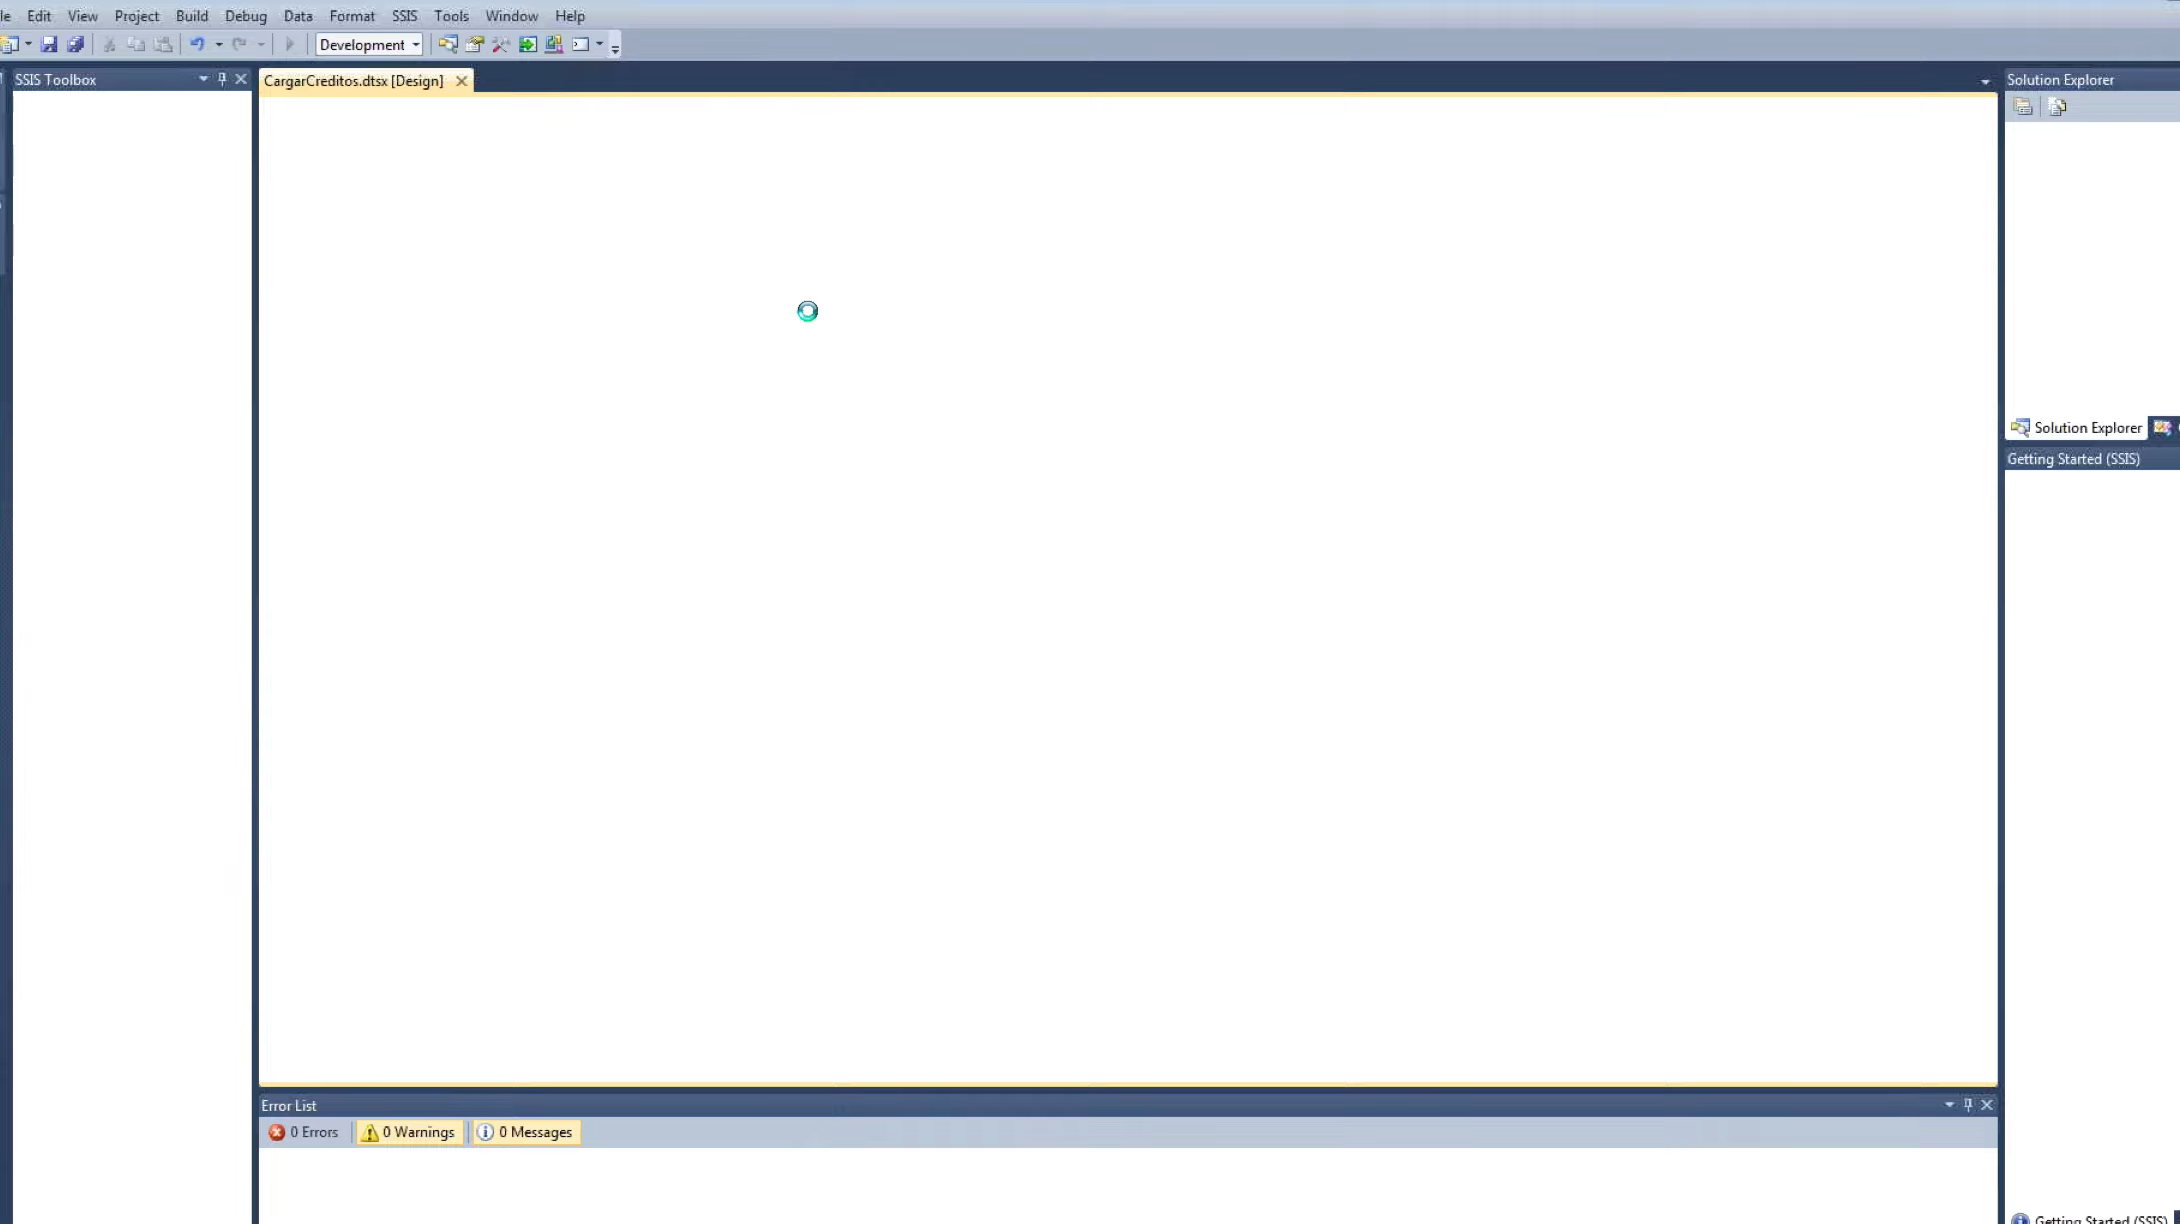 le Edit View Project Build Debug Data Format SSIS Tools Window Help
Development
SSIS Toolbox
CargarCreditos.dtsx [Design]
Solution Explorer
Solution Explorer
Getting Started (SSIS)
Error List
0 Errors 0 Warnings 0 Messages
Getting Started (SSIS)